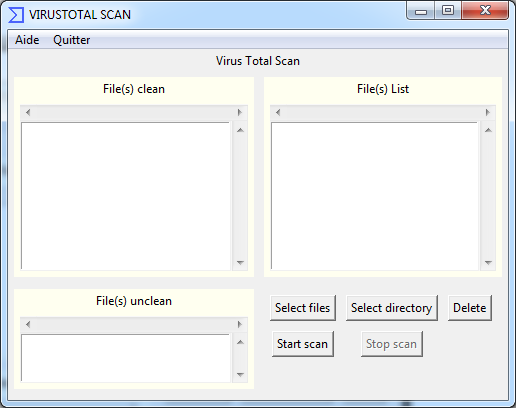 VIRUSTOTAL SCAN
Aide Quitter
Virus Total Scan
File(s) clean
File(s) List
File(s) unclean
Select files Select directory Delete
Start scan Stop scan